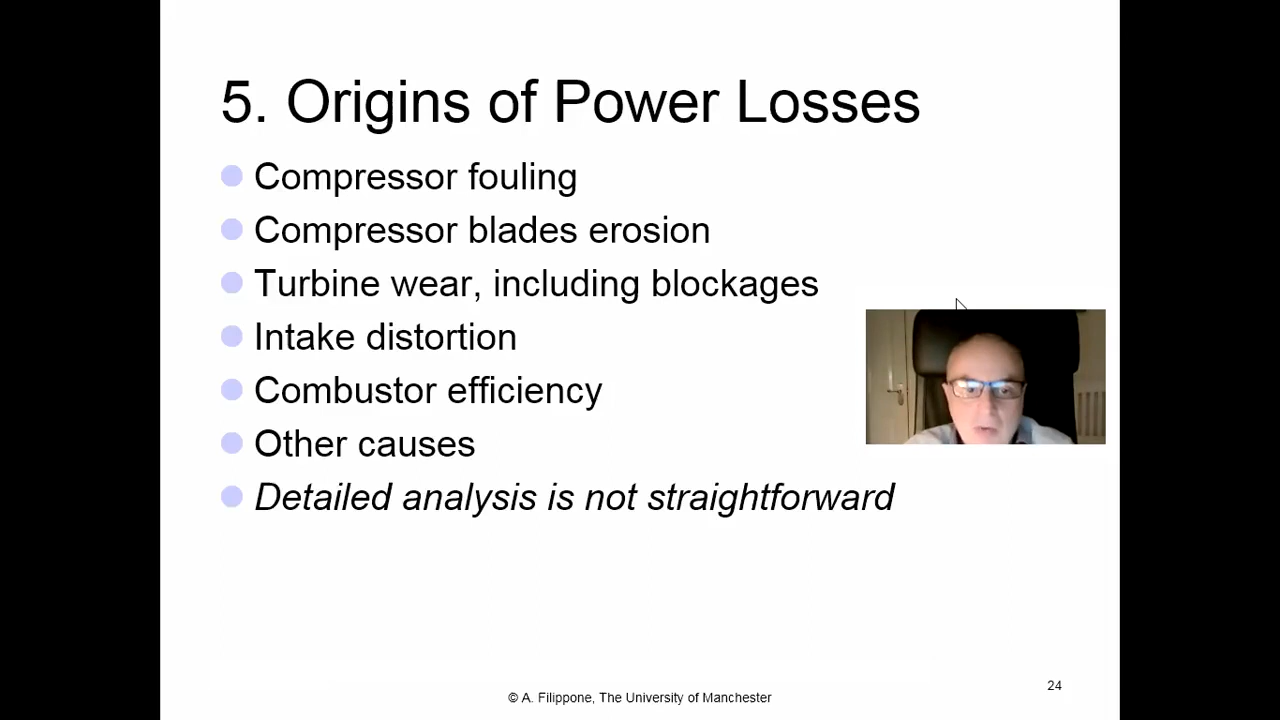 5. Origins of Power Losses
Compressor fouling
Compressor blades erosion
Turbine wear, including blockages
Intake distortion
Combustor efficiency
Other causes
Detailed analysis is not straightforward
24
© A. Filippone, The University of Manchester